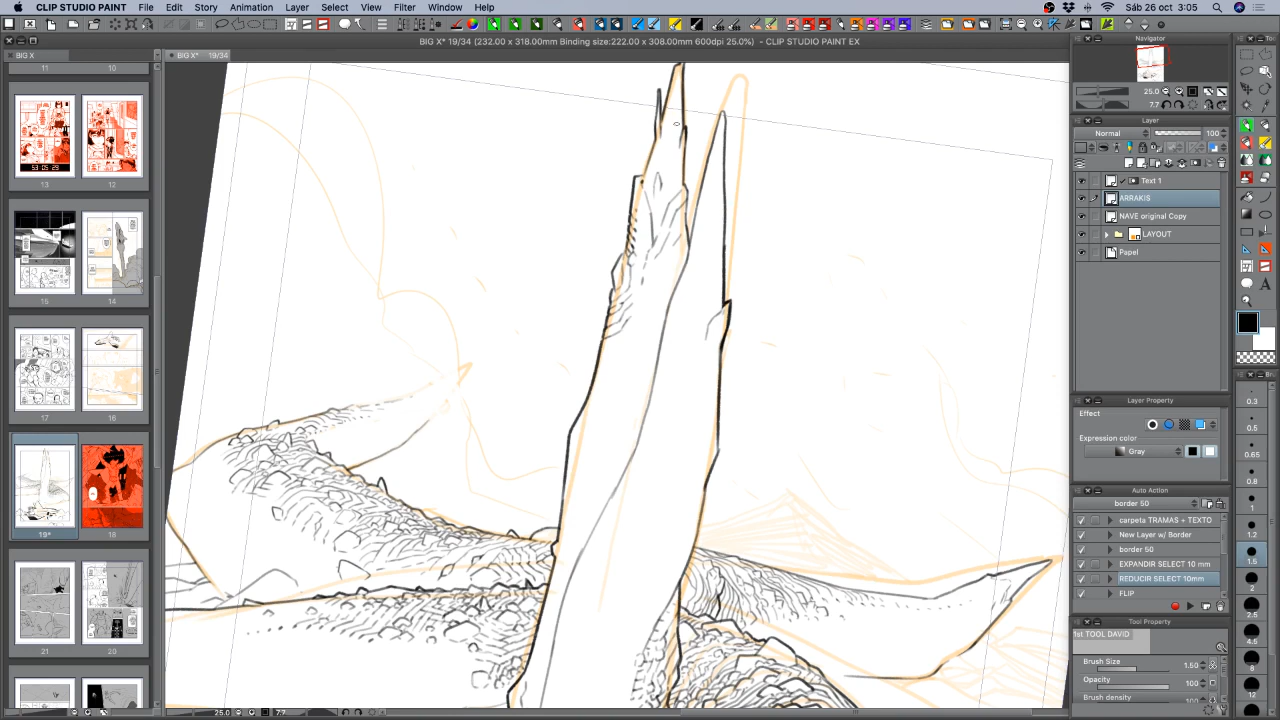 CLIP STUDIO PAINT File Edit Story Animation Layer Select View Filter Window Help Sáb 26 oct 3:05
BIG X* 19/34 (232.00 x 318.00mm Binding size:222.00 x 308.00mm 600dpi 25.0%) - CLIP STUDIO PAINT EX
BIG X
BIG X* 19/34
11 10
13 12
15 14
17 16
19* 18
21 20
Navigator
25.0
7.7
Layer
Normal 100
Text 1
ARRAKIS
NAVE original Copy
LAYOUT
Papel
Layer Property
Effect
Expression color
Gray
Auto Action
border 50
carpeta TRAMAS + TEXTO
New Layer w/ Border
border 50
EXPANDIR SELECT 10 mm
REDUCIR SELECT 10mm
FLIP
Tool Property
1st TOOL DAVID
Brush Size 1.50
Opacity 100
Brush density 100
To
Br
0.3
0.5
0.65
0.8
1
1.2
1.5
2
2.5
4.5
8
10
25.0 7.7